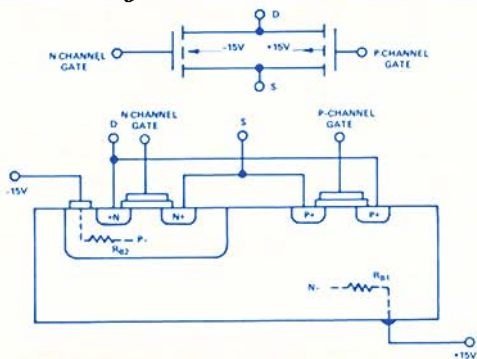 D
N-CHANNEL
GATE
-15V
+15V
P-CHANNEL
GATE
S
D
N-CHANNEL
GATE
S
P-CHANNEL
GATE
-15V
+N
N+
P+
P+
RB2
P-
N-
RB1
+15V